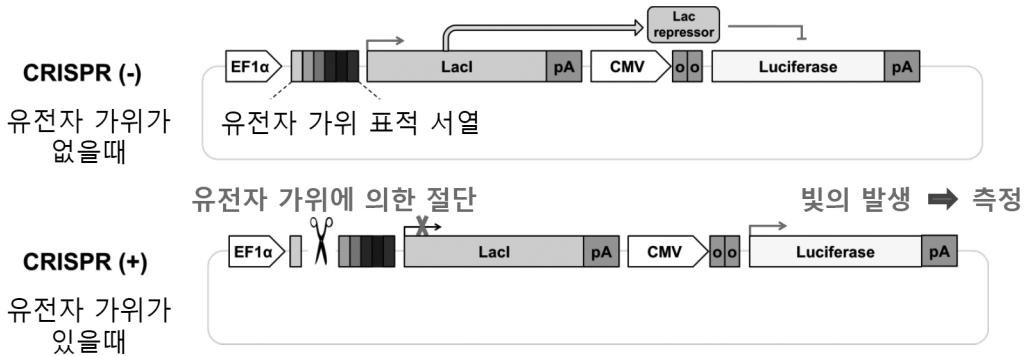 Lac
repressor
EF1α LacI pA CMV o o Luciferase pA
CRISPR (-)
유전자 가위가
없을때
유전자 가위 표적 서열
유전자 가위에 의한 절단
빛의 발생 ➡ 측정
EF1α LacI pA CMV o o Luciferase pA
CRISPR (+)
유전자 가위가
있을때